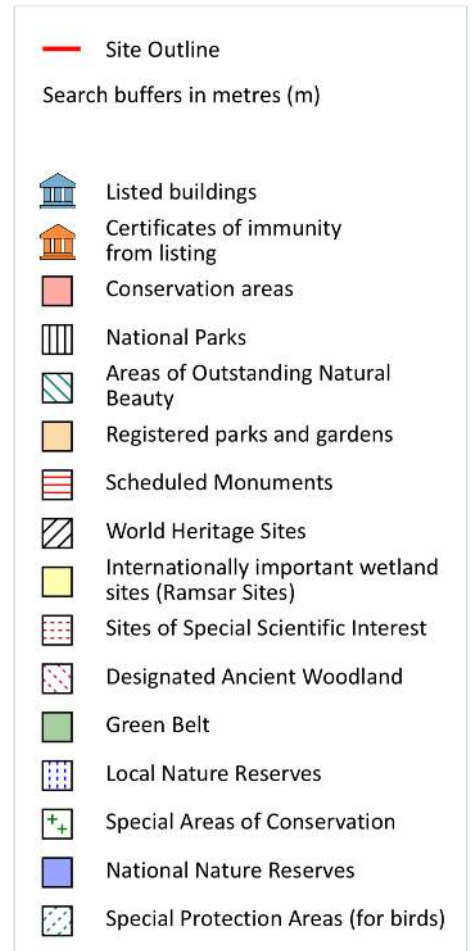 Site Outline
Search buffers in metres (m)
Listed buildings
Certificates of immunity
from listing
Conservation areas
National Parks
Areas of Outstanding Natural
Beauty
Registered parks and gardens
Scheduled Monuments
World Heritage Sites
Internationally important wetland
sites (Ramsar Sites)
Sites of Special Scientific Interest
Designated Ancient Woodland
Green Belt
Local Nature Reserves
Special Areas of Conservation
National Nature Reserves
Special Protection Areas (for birds)